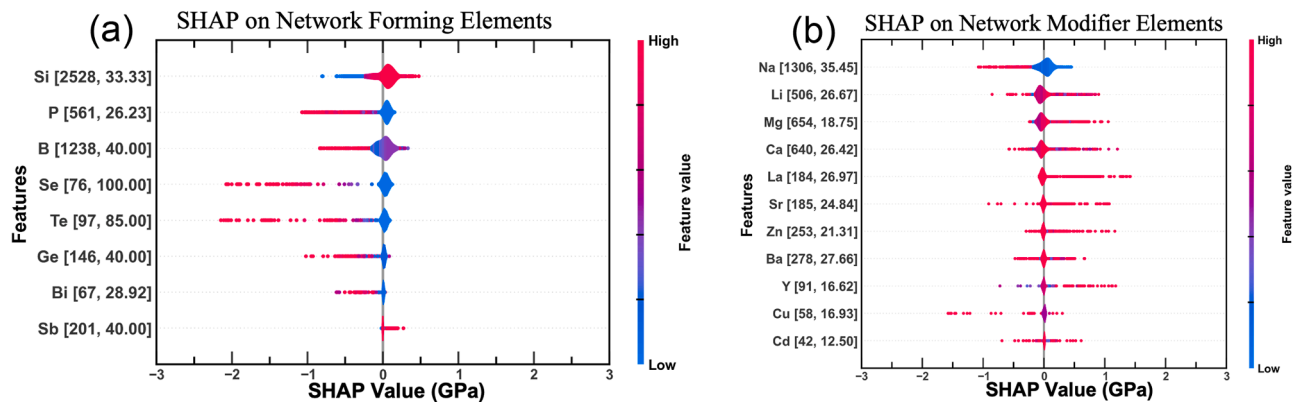 (a)
SHAP on Network Forming Elements
Features
Si [2528, 33.33]
P [561, 26.23]
B [1238, 40.00]
Se [76, 100.00]
Te [97, 85.00]
Ge [146, 40.00]
Bi [67, 28.92]
Sb [201, 40.00]
−3 −2 −1 0 1 2 3
SHAP Value (GPa)
High
Feature value
Low
(b)
SHAP on Network Modifier Elements
Features
Na [1306, 35.45]
Li [506, 26.67]
Mg [654, 18.75]
Ca [640, 26.42]
La [184, 26.97]
Sr [185, 24.84]
Zn [253, 21.31]
Ba [278, 27.66]
Y [91, 16.62]
Cu [58, 16.93]
Cd [42, 12.50]
−3 −2 −1 0 1 2 3
SHAP Value (GPa)
High
Feature value
Low